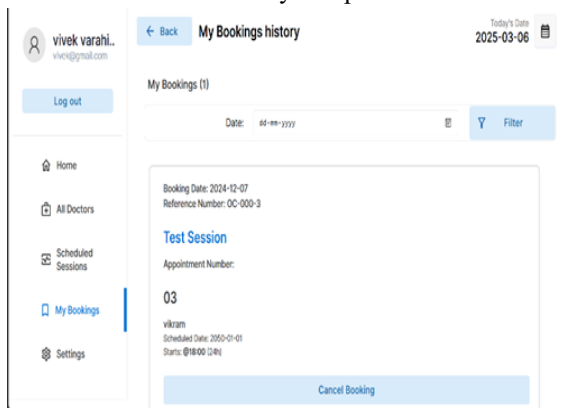 vivek varahi..
vivek@gmail.com
Log out
Home
All Doctors
Scheduled
Sessions
My Bookings
Settings
← Back
My Bookings history
Today's Date
2025-03-06
My Bookings (1)
Date: dd-mm-yyyy
Filter
Booking Date: 2024-12-07
Reference Number: OC-000-3
Test Session
Appointment Number:
03
vikram
Scheduled Date: 2050-01-01
Starts: @18:00 (24h)
Cancel Booking